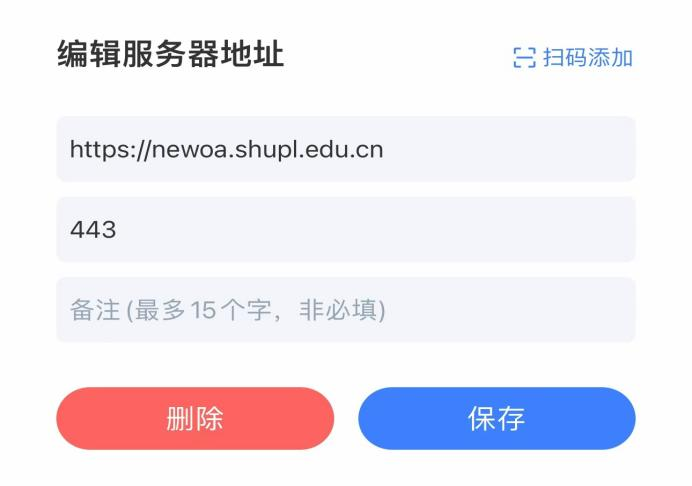 编辑服务器地址
扫码添加
https://newoa.shupl.edu.cn
443
备注(最多15个字，非必填)
删除
保存